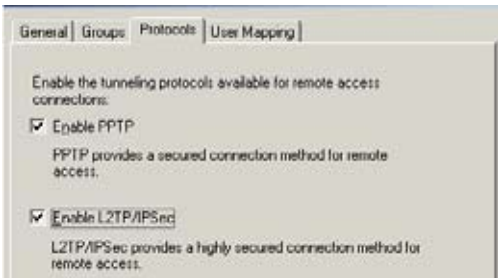 General Groups Protocols User Mapping
Enable the tunneling protocols available for remote access
connections:
Enable PPTP
PPTP provides a secured connection method for remote
access.
Enable L2TP/IPSec
L2TP/IPSec provides a highly secured connection method for
remote access.